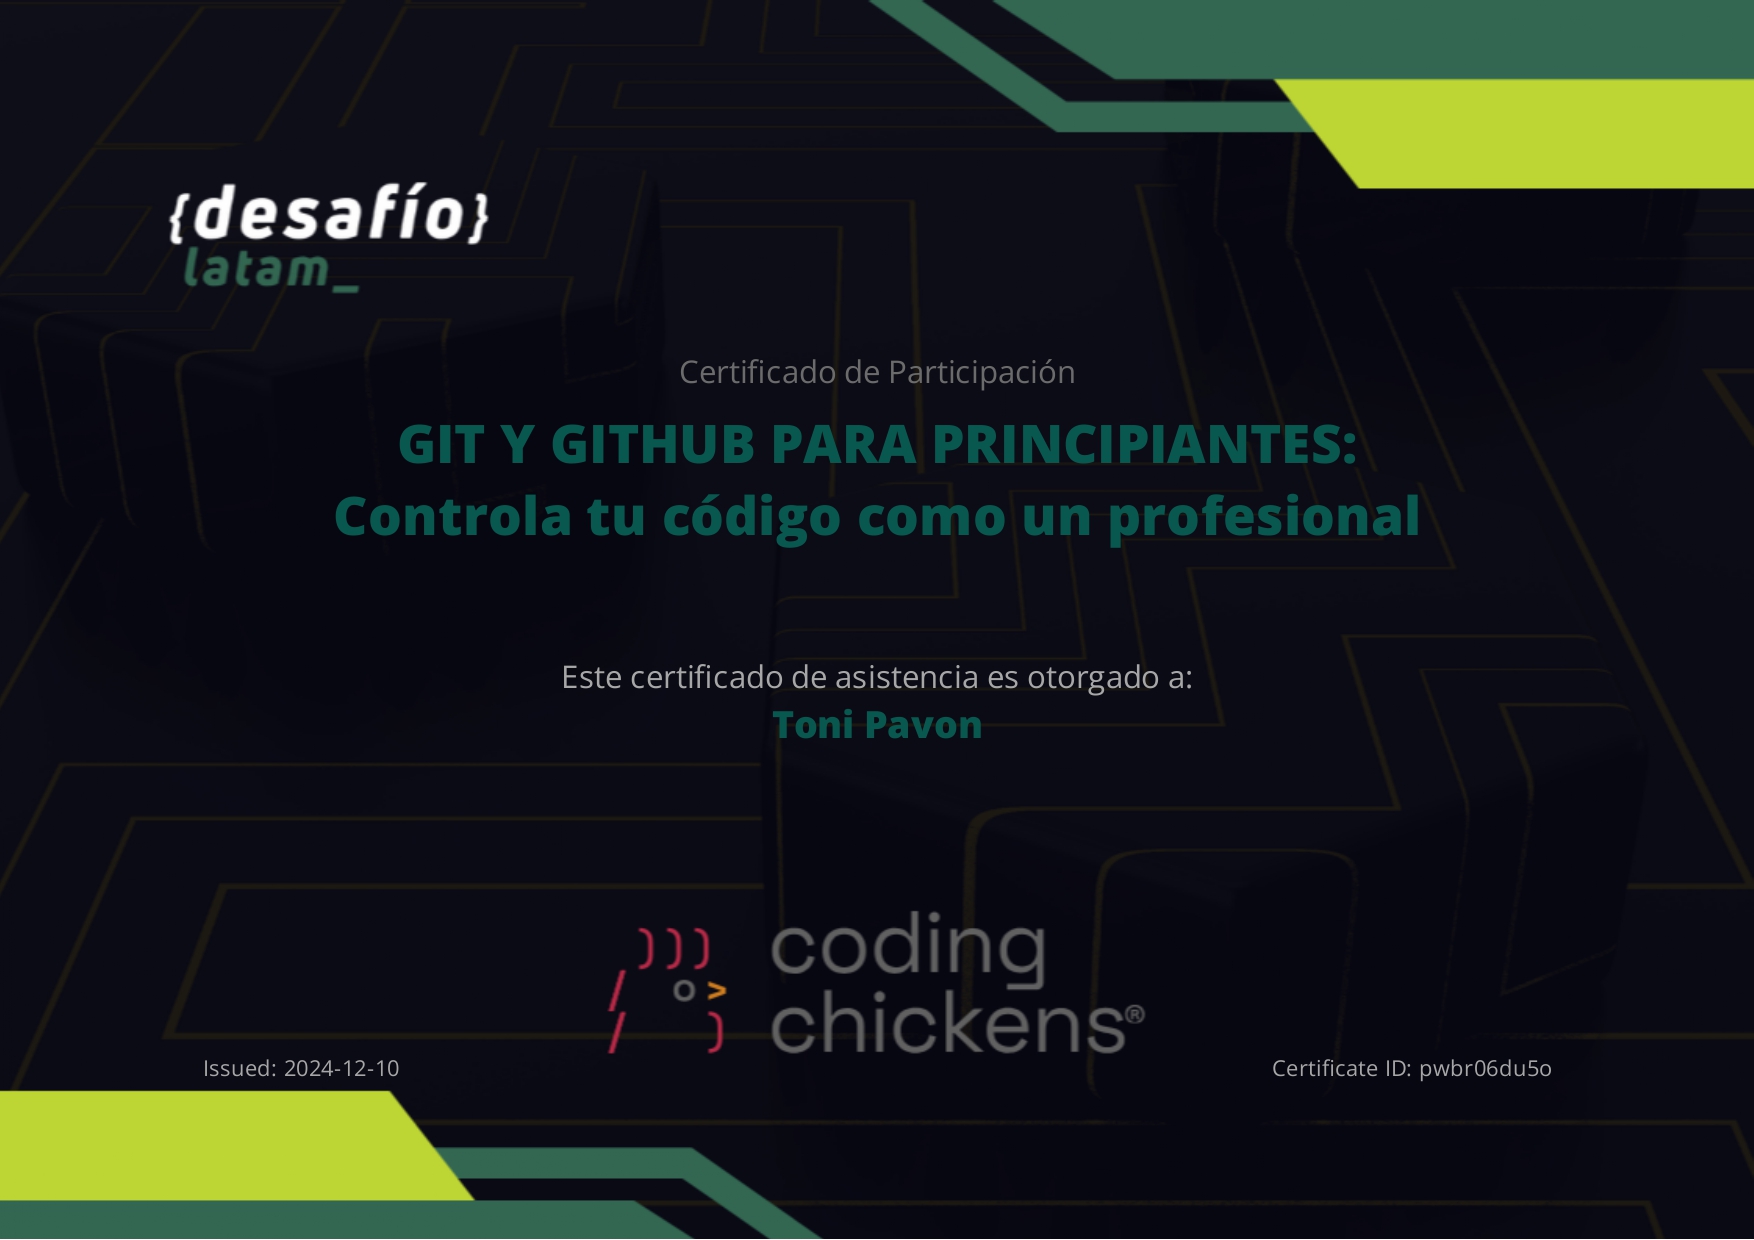 {desafío}
latam_
Certificado de Participación
GIT Y GITHUB PARA PRINCIPIANTES:
Controla tu código como un profesional
Este certificado de asistencia es otorgado a:
Toni Pavon
)))
/ o >
/ )
coding
chickens®
Issued: 2024-12-10
Certificate ID: pwbr06du5o